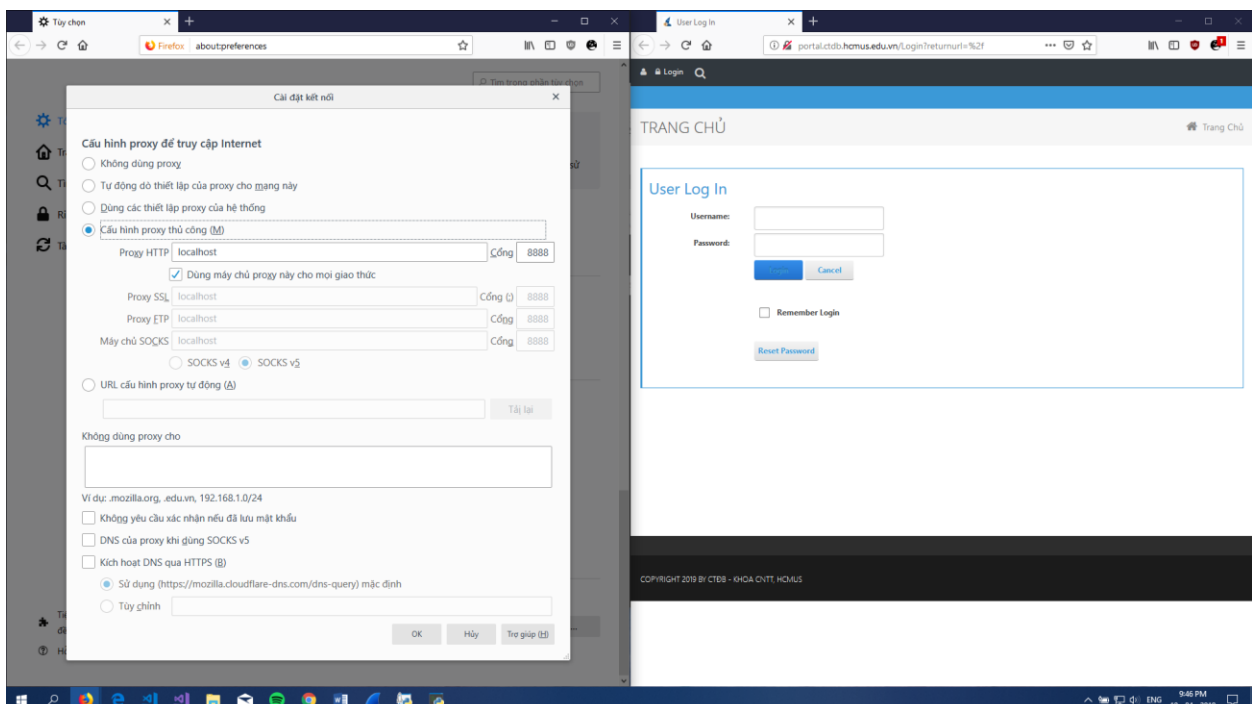 Tùy chọn
Firefox about:preferences
Tìm trong phần tùy chọn
Cài đặt kết nối
Cấu hình proxy để truy cập Internet
Không dùng proxy
Tự động dò thiết lập của proxy cho mạng này
Dùng các thiết lập proxy của hệ thống
Cấu hình proxy thủ công (M)
Proxy HTTP localhost Cổng 8888
Dùng máy chủ proxy này cho mọi giao thức
Proxy SSL localhost Cổng (:) 8888
Proxy FTP localhost Cổng 8888
Máy chủ SOCKS localhost Cổng 8888
SOCKS v4 SOCKS v5
URL cấu hình proxy tự động (A)
Tải lại
Không dùng proxy cho
Ví dụ: .mozilla.org, .edu.vn, 192.168.1.0/24
Không yêu cầu xác nhận nếu đã lưu mật khẩu
DNS của proxy khi dùng SOCKS v5
Kích hoạt DNS qua HTTPS (B)
Sử dụng (https://mozilla.cloudflare-dns.com/dns-query) mặc định
Tùy chỉnh
OK Hủy Trợ giúp (H)
sử
User Log In
portal.ctdb.hcmus.edu.vn/Login?returnurl=%2f
Login
TRANG CHỦ
Trang Chủ
User Log In
Username:
Password:
Login Cancel
Remember Login
Reset Password
COPYRIGHT 2019 BY CTDB - KHOA CNTT, HCMUS
ENG 9:46 PM